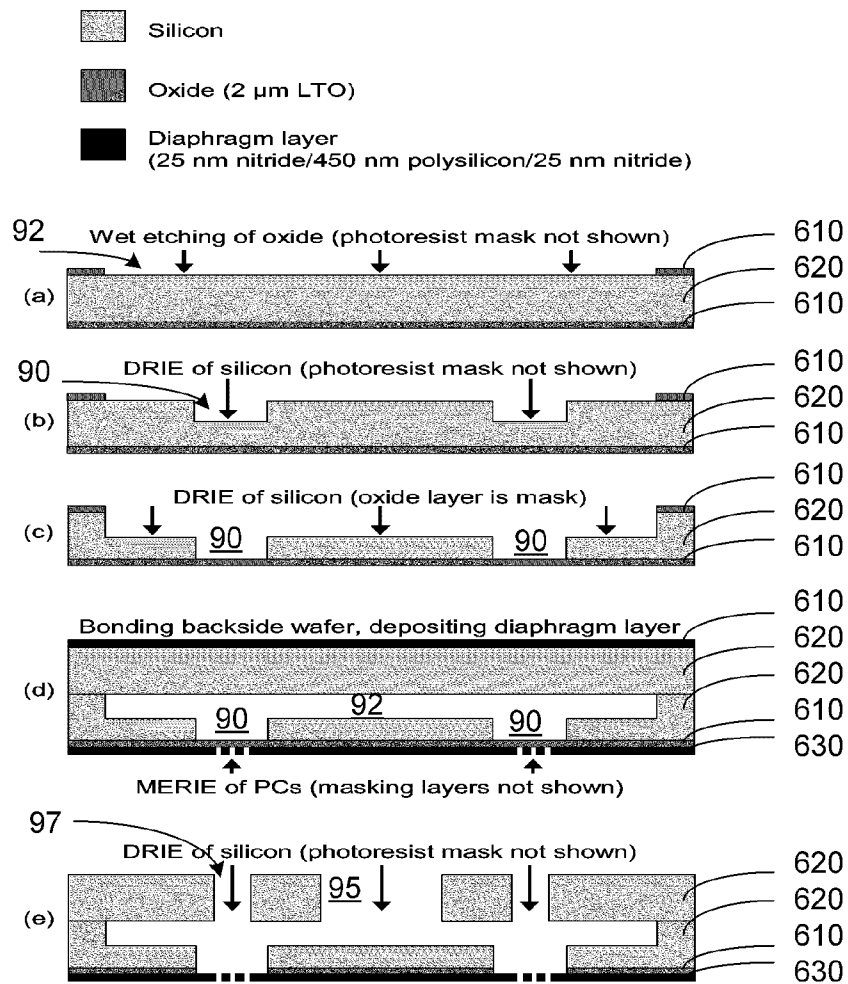 Silicon
Oxide (2 µm LTO)
Diaphragm layer
(25 nm nitride/450 nm polysilicon/25 nm nitride)
92
Wet etching of oxide (photoresist mask not shown)
610
620
610
(a)
90
DRIE of silicon (photoresist mask not shown)
610
620
610
(b)
DRIE of silicon (oxide layer is mask)
90
90
610
620
610
(c)
Bonding backside wafer, depositing diaphragm layer
610
620
620
610
630
(d)
90
92
90
MERIE of PCs (masking layers not shown)
97
DRIE of silicon (photoresist mask not shown)
95
620
620
610
630
(e)